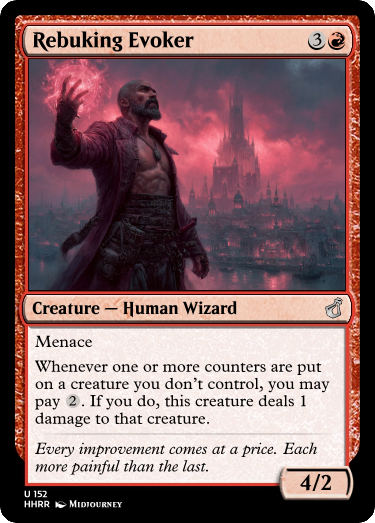 Rebuking Evoker 3
Creature — Human Wizard
Menace
Whenever one or more counters are put
on a creature you don't control, you may
pay 2. If you do, this creature deals 1
damage to that creature.
Every improvement comes at a price. Each
more painful than the last.
4/2
U 152
HHRR Midjourney